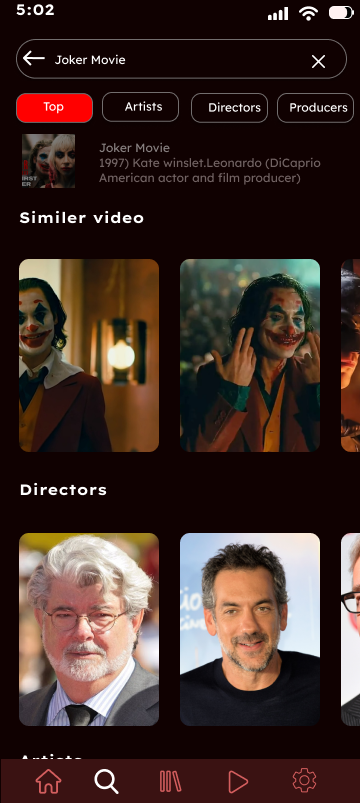 5:02
Joker Movie
Top
Artists
Directors
Producers
Joker Movie
1997) Kate winslet.Leonardo (DiCaprio
American actor and film producer)
Similer video
Directors
Artists